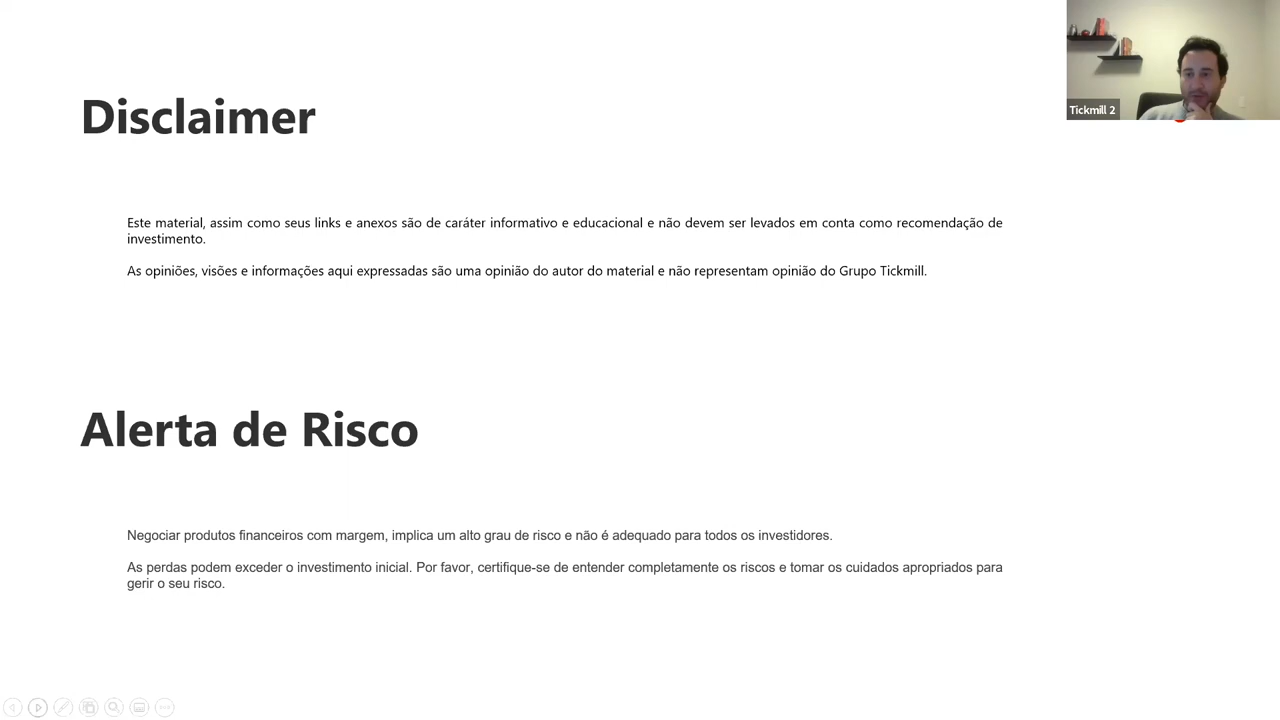 Tickmill 2
Disclaimer
Este material, assim como seus links e anexos são de caráter informativo e educacional e não devem ser levados em conta como recomendação de
investimento.
As opiniões, visões e informações aqui expressadas são uma opinião do autor do material e não representam opinião do Grupo Tickmill.
Alerta de Risco
Negociar produtos financeiros com margem, implica um alto grau de risco e não é adequado para todos os investidores.
As perdas podem exceder o investimento inicial. Por favor, certifique-se de entender completamente os riscos e tomar os cuidados apropriados para
gerir o seu risco.